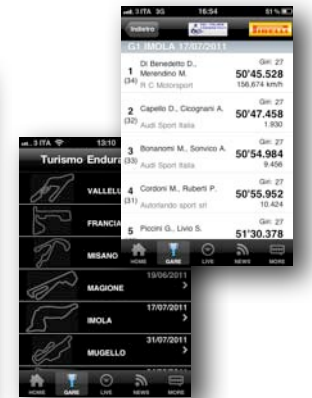 3 ITA 3G 16:54 81 %
Indietro
PIRELLI
G1 IMOLA 17/07/2011
1 (34) Di Benedetto D., Merendino M. R C Motorsport Giri: 27 50'45.528 156,674 km/h
2 (32) Capello D., Cicognani A. Audi Sport Italia Giri: 27 50'47.458 1.930
3 (33) Bonanomi M., Sonvico A. Audi Sport Italia Giri: 27 50'54.984 9.456
4 (31) Cordoni M., Ruberti P. Autorlando sport srl Giri: 27 50'55.952 10.424
5 Piccini G., Livio S. Giri: 27 51'30.378
HOME GARE LIVE NEWS MORE
3 ITA 13:10
Turismo Endura
VALLELU
FRANCIA
MISANO
19/06/2011
MAGIONE
17/07/2011
IMOLA
31/07/2011
MUGELLO
HOME GARE LIVE NEWS MORE